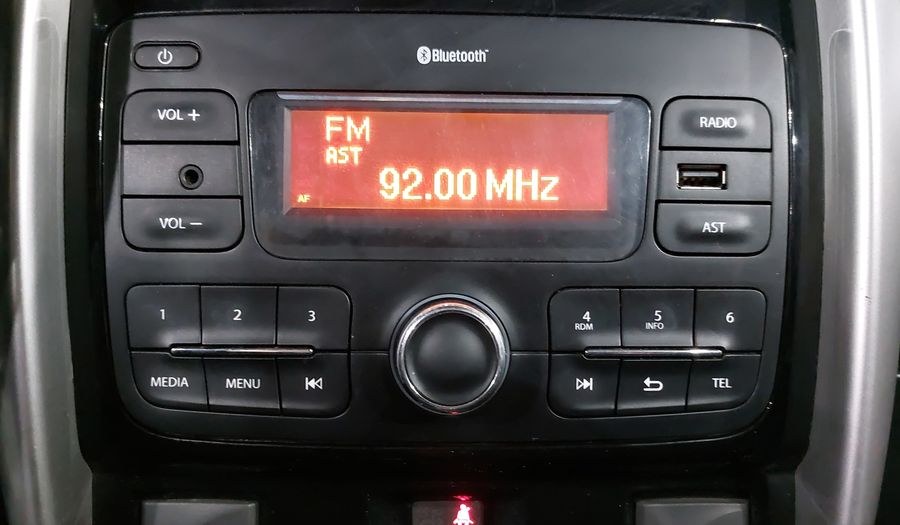 Bluetooth
VOL +
FM
AST
92.00 MHz
AF
RADIO
VOL −
AST
1 2 3
4 5 6
RDM INFO
MEDIA MENU
TEL